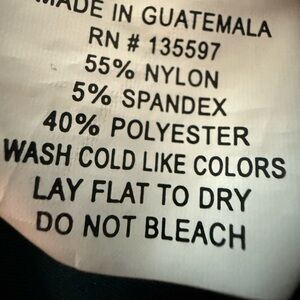 MADE IN GUATEMALA
RN # 135597
55% NYLON
5% SPANDEX
40% POLYESTER
WASH COLD LIKE COLORS
LAY FLAT TO DRY
DO NOT BLEACH